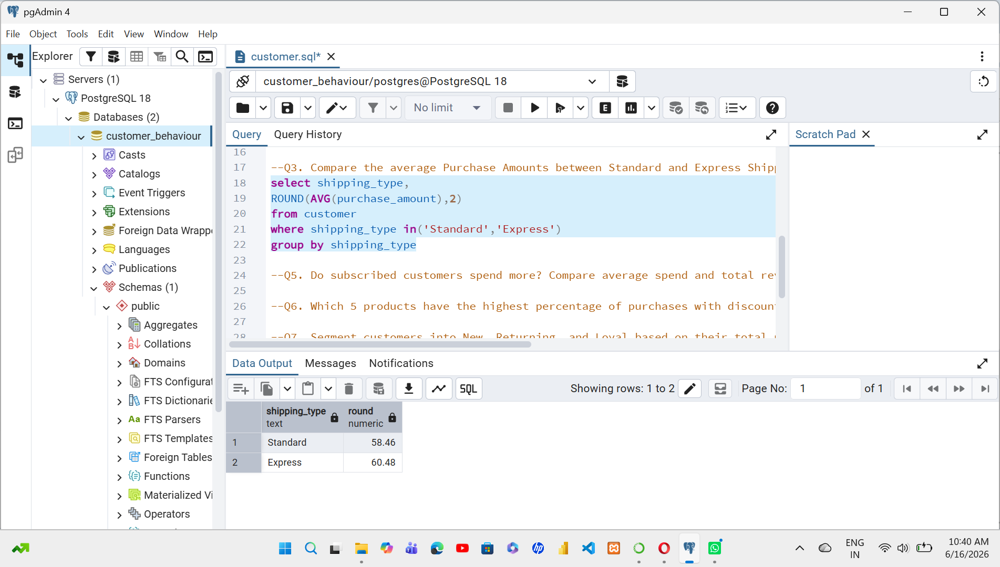 pgAdmin 4
File Object Tools Edit View Window Help
Explorer
customer.sql*
Servers (1)
PostgreSQL 18
Databases (2)
customer_behaviour
Casts
Catalogs
Event Triggers
Extensions
Foreign Data Wrappe
Languages
Publications
Schemas (1)
public
Aggregates
Collations
Domains
FTS Configurat
FTS Dictionarie
Aa FTS Parsers
FTS Templates
Foreign Tables
Functions
Materialized Vi
Operators
customer_behaviour/postgres@PostgreSQL 18
No limit
E
Query Query History
Scratch Pad
16
17 --Q3. Compare the average Purchase Amounts between Standard and Express Ship
18 select shipping_type,
19 ROUND(AVG(purchase_amount),2)
20 from customer
21 where shipping_type in('Standard','Express')
22 group by shipping_type
23
24 --Q5. Do subscribed customers spend more? Compare average spend and total re
25
26 --Q6. Which 5 products have the highest percentage of purchases with discoun
27
28 --Q7. Segment customers into New, Returning, and Loyal based on their total
Data Output Messages Notifications
SQL
Showing rows: 1 to 2
Page No: 1 of 1
shipping_type round
text numeric
1 Standard 58.46
2 Express 60.48
ENG
IN
10:40 AM
6/16/2026